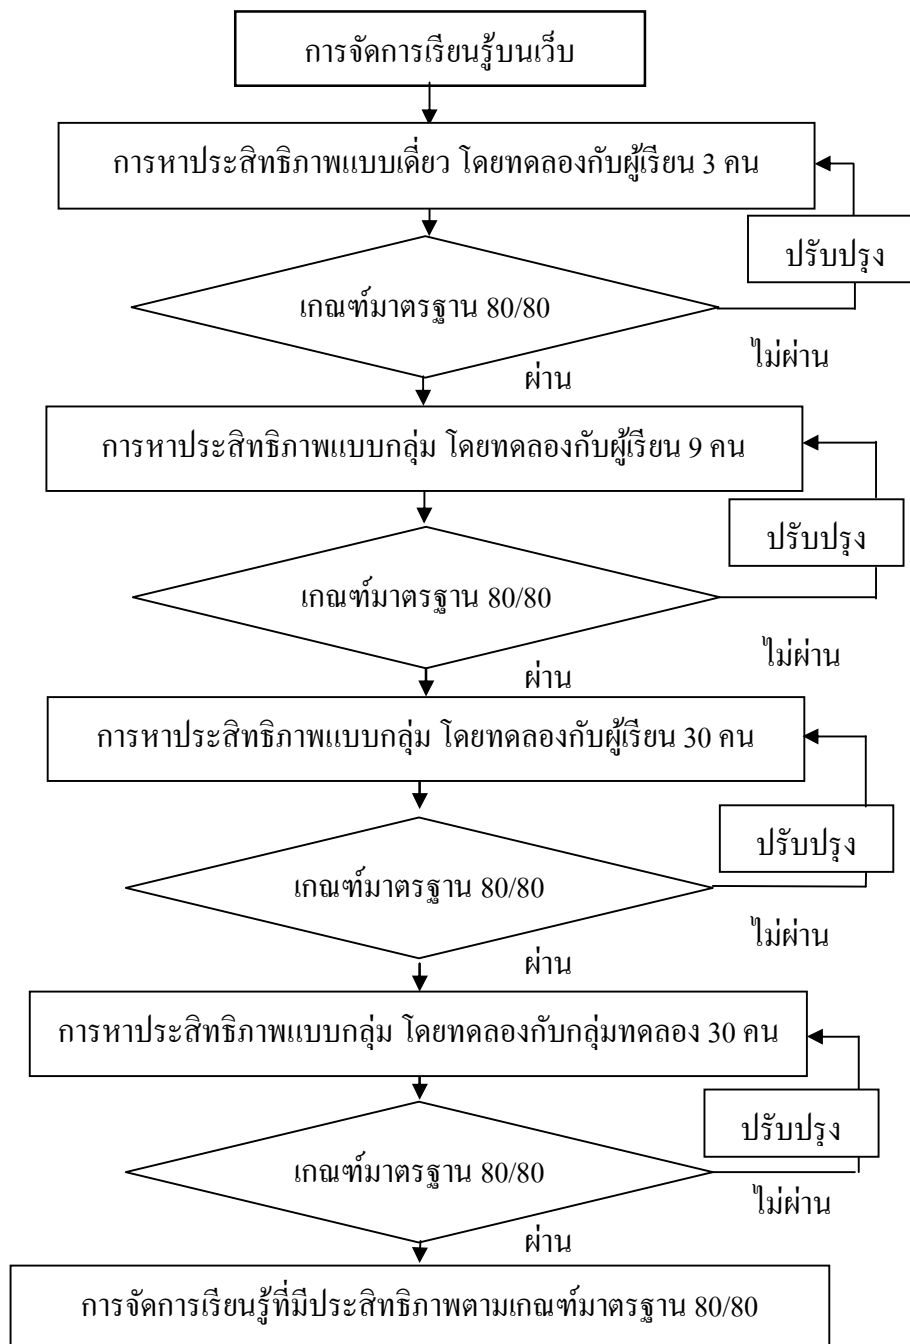 การจัดการเรียนรู้บนเว็บ
การหาประสิทธิภาพแบบเดี่ยว โดยทดลองกับผู้เรียน 3 คน
ปรับปรุง
เกณฑ์มาตรฐาน 80/80
ไม่ผ่าน
ผ่าน
การหาประสิทธิภาพแบบกลุ่ม โดยทดลองกับผู้เรียน 9 คน
ปรับปรุง
เกณฑ์มาตรฐาน 80/80
ไม่ผ่าน
ผ่าน
การหาประสิทธิภาพแบบกลุ่ม โดยทดลองกับผู้เรียน 30 คน
ปรับปรุง
เกณฑ์มาตรฐาน 80/80
ไม่ผ่าน
ผ่าน
การหาประสิทธิภาพแบบกลุ่ม โดยทดลองกับกลุ่มทดลอง 30 คน
ปรับปรุง
เกณฑ์มาตรฐาน 80/80
ไม่ผ่าน
ผ่าน
การจัดการเรียนรู้ที่มีประสิทธิภาพตามเกณฑ์มาตรฐาน 80/80